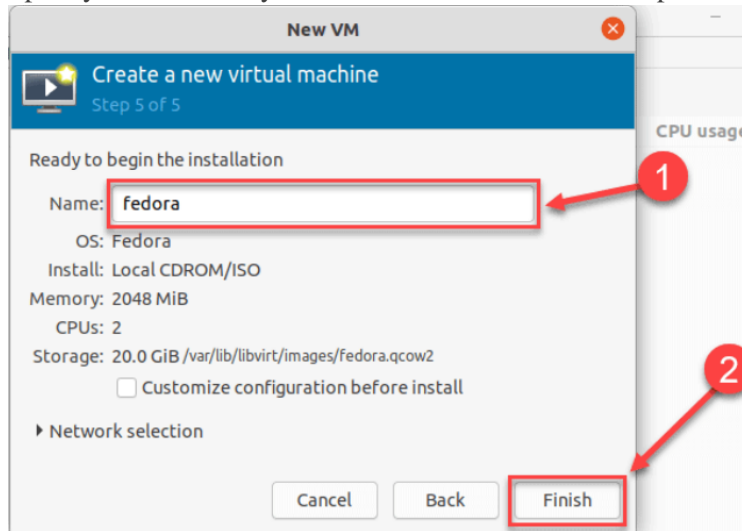 New VM
Create a new virtual machine
Step 5 of 5
CPU usage
Ready to begin the installation
1
Name: fedora
OS: Fedora
Install: Local CDROM/ISO
Memory: 2048 MiB
CPUs: 2
Storage: 20.0 GiB /var/lib/libvirt/images/fedora.qcow2
2
Customize configuration before install
Network selection
Cancel Back Finish